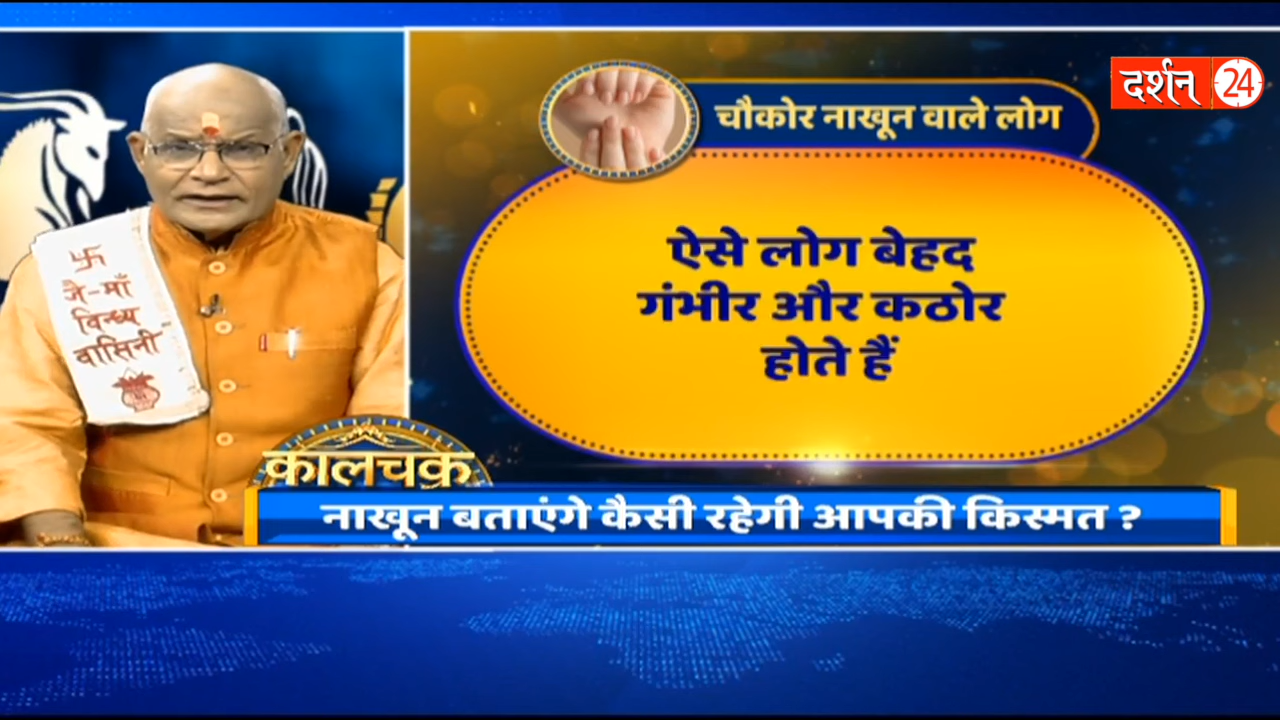 दर्शन 24
चौकोर नाखून वाले लोग
ऐसे लोग बेहद
गंभीर और कठोर
होते हैं
जै-माँ
विन्ध्य
वासिनी
कालचक्र
नाखून बताएंगे कैसी रहेगी आपकी किस्मत ?